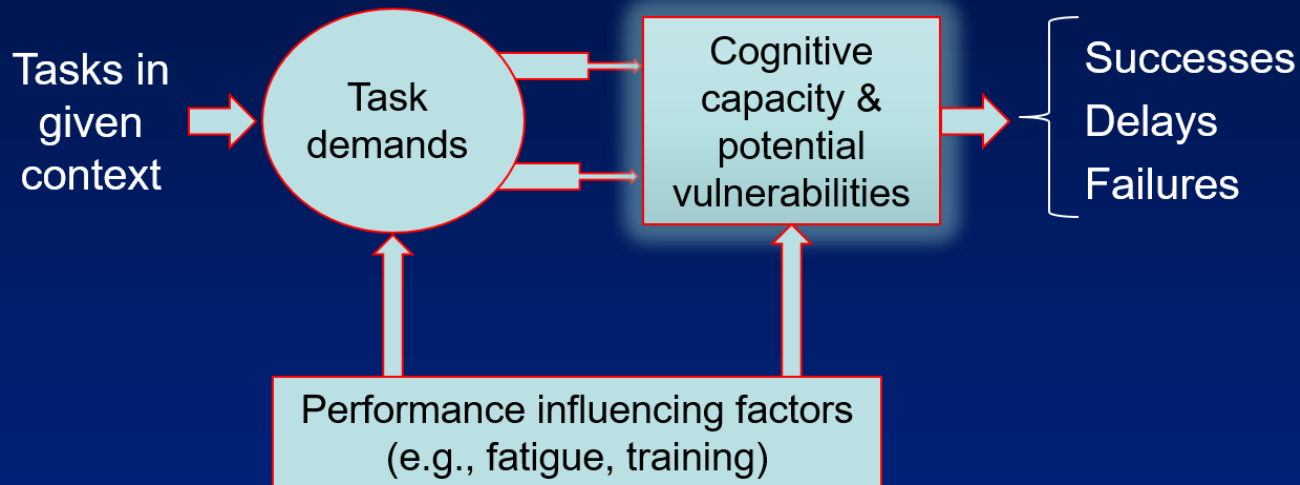 Tasks in
given
context
Task
demands
Cognitive
capacity &
potential
vulnerabilities
Successes
Delays
Failures
Performance influencing factors
(e.g., fatigue, training)